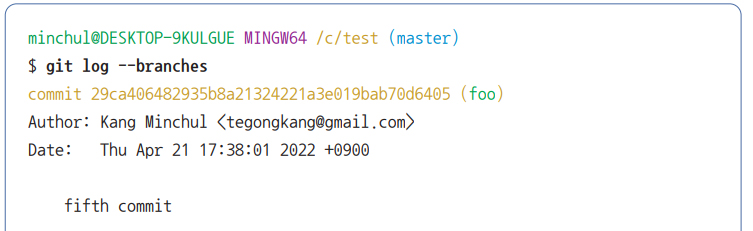 minchul@DESKTOP-9KULGUE MINGW64 /c/test (master)
$ git log --branches
commit 29ca406482935b8a21324221a3e019bab70d6405 (foo)
Author: Kang Minchul <tegongkang@gmail.com>
Date:   Thu Apr 21 17:38:01 2022 +0900
    fifth commit